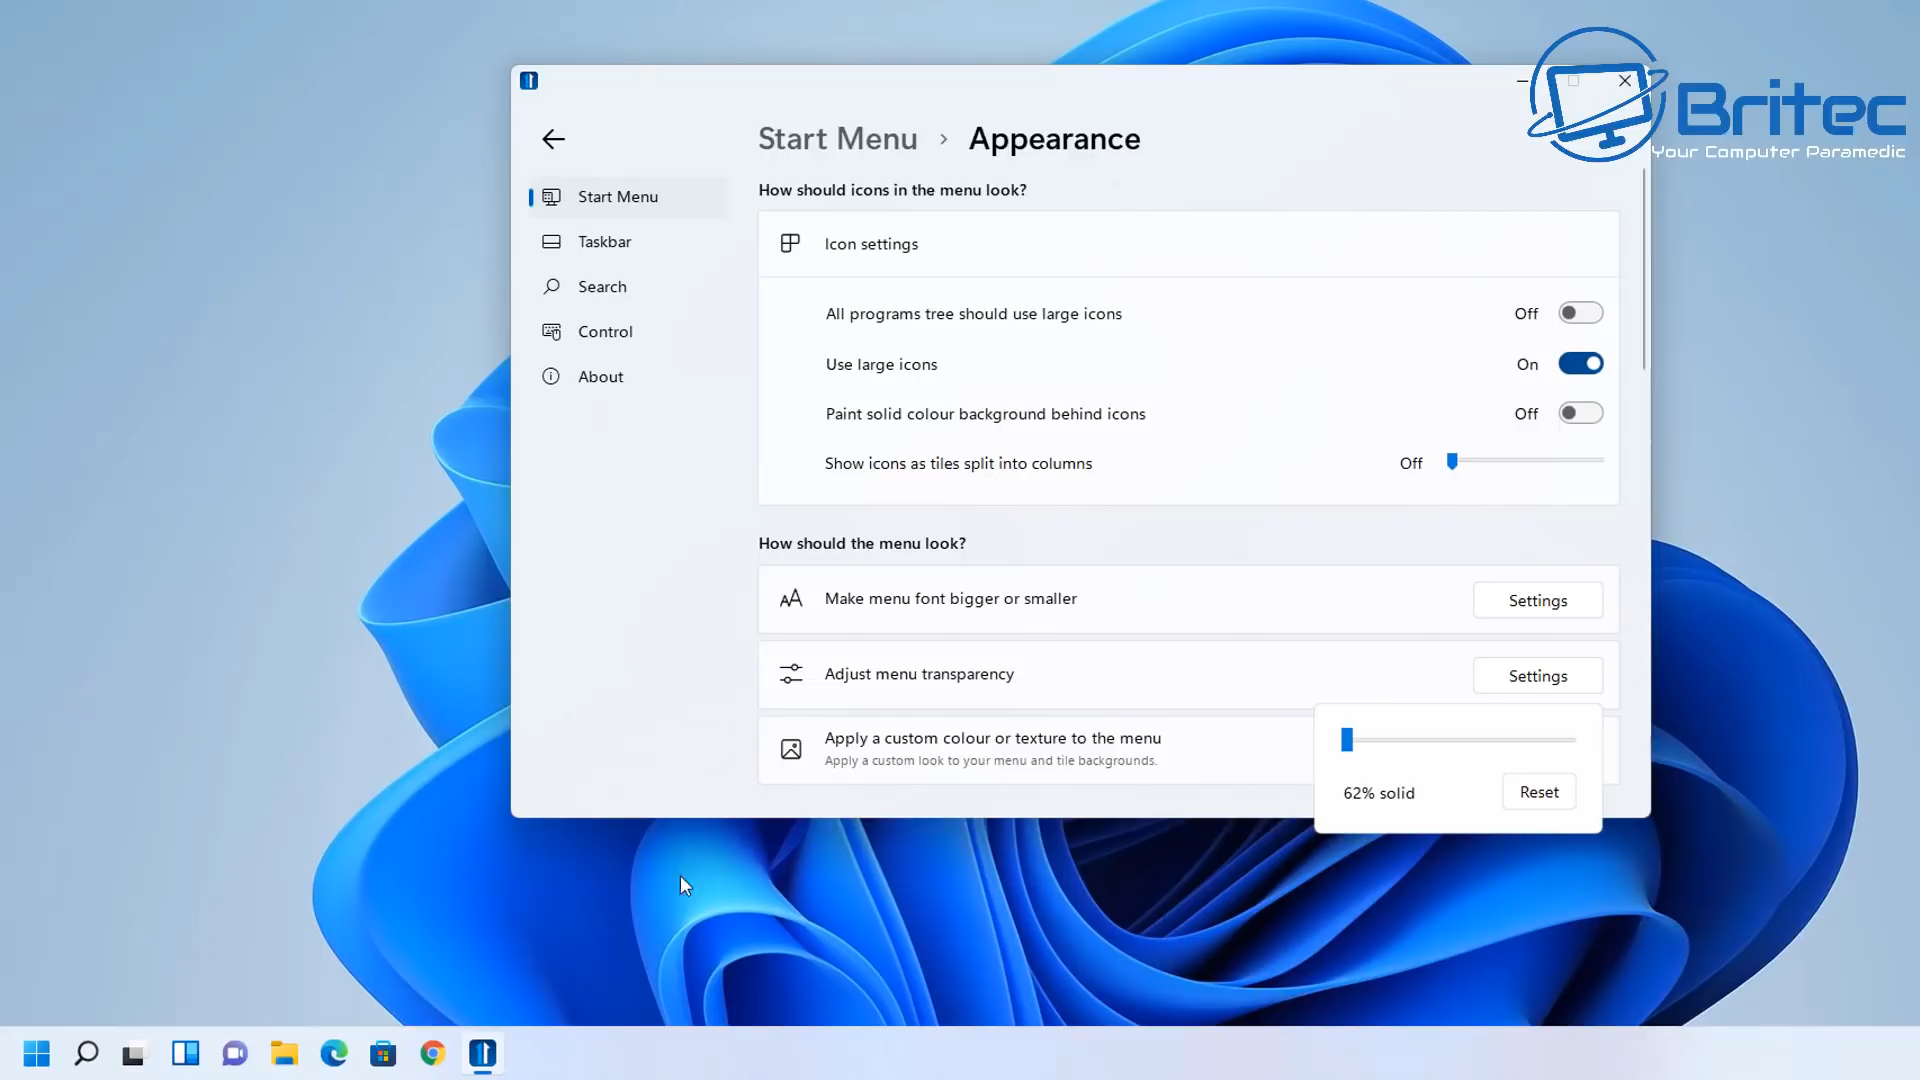 Britec
Your Computer Paramedic
Start Menu > Appearance
Start Menu
Taskbar
Search
Control
About
How should icons in the menu look?
Icon settings
All programs tree should use large icons Off
Use large icons On
Paint solid colour background behind icons Off
Show icons as tiles split into columns Off
How should the menu look?
Make menu font bigger or smaller Settings
Adjust menu transparency Settings
Apply a custom colour or texture to the menu
Apply a custom look to your menu and tile backgrounds.
62% solid Reset